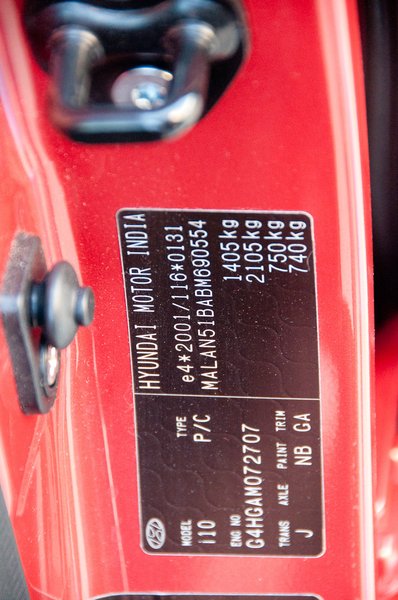 HYUNDAI MOTOR INDIA
e4*2001/116*0131
MALAN51BABM690554
1405kg
2105kg
750kg
740kg
MODEL TYPE
I10 P/C
ENG NO
G4HGAM072707
TRANS AXLE PAINT TRIM
J NB GA